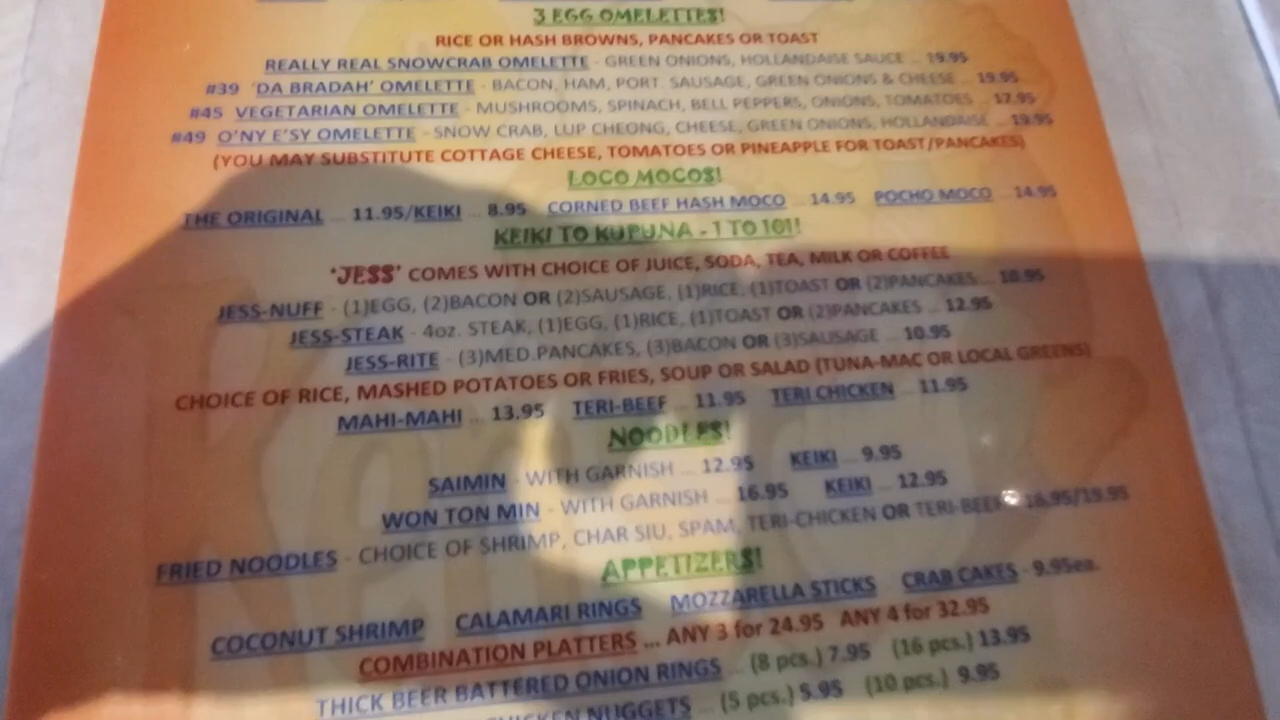 3 EGG OMELETTES!
RICE OR HASH BROWNS, PANCAKES OR TOAST
REALLY REAL SNOWCRAB OMELETTE - GREEN ONIONS, HOLLANDAISE SAUCE ... 19.95
#39 'DA BRADAH' OMELETTE - BACON, HAM, PORT. SAUSAGE, GREEN ONIONS & CHEESE ... 19.95
#45 VEGETARIAN OMELETTE - MUSHROOMS, SPINACH, BELL PEPPERS, ONIONS, TOMATOES ... 17.95
#49 O'NY E'SY OMELETTE - SNOW CRAB, LUP CHEONG, CHEESE, GREEN ONIONS, HOLLANDAISE ... 19.95
(YOU MAY SUBSTITUTE COTTAGE CHEESE, TOMATOES OR PINEAPPLE FOR TOAST/PANCAKES)
LOCO MOCOS!
THE ORIGINAL ... 11.95/KEIKI ... 8.95 CORNED BEEF HASH MOCO ... 14.95 POCHO MOCO ... 14.95
KEIKI TO KUPUNA - 1 TO 101!
'JESS' COMES WITH CHOICE OF JUICE, SODA, TEA, MILK OR COFFEE
JESS-NUFF - (1)EGG, (2)BACON OR (2)SAUSAGE, (1)RICE, (1)TOAST OR (2)PANCAKES... 10.95
JESS-STEAK - 4oz. STEAK, (1)EGG, (1)RICE, (1)TOAST OR (2)PANCAKES ... 12.95
JESS-RITE - (3)MED.PANCAKES, (3)BACON OR (3)SAUSAGE ... 10.95
CHOICE OF RICE, MASHED POTATOES OR FRIES, SOUP OR SALAD (TUNA-MAC OR LOCAL GREENS)
MAHI-MAHI ... 13.95 TERI-BEEF ... 11.95 TERI CHICKEN ... 11.95
NOODLES!
SAIMIN - WITH GARNISH ... 12.95 KEIKI ... 9.95
WON TON MIN - WITH GARNISH ... 16.95 KEIKI ... 12.95
FRIED NOODLES - CHOICE OF SHRIMP, CHAR SIU, SPAM, TERI-CHICKEN OR TERI-BEEF 16.95/19.95
APPETIZERS!
COCONUT SHRIMP CALAMARI RINGS MOZZARELLA STICKS CRAB CAKES - 9.95ea.
COMBINATION PLATTERS ... ANY 3 for 24.95 ANY 4 for 32.95
THICK BEER BATTERED ONION RINGS ... (8 pcs.) 7.95 (16 pcs.) 13.95
CHICKEN NUGGETS ... (5 pcs.) 5.95 (10 pcs.) 9.95